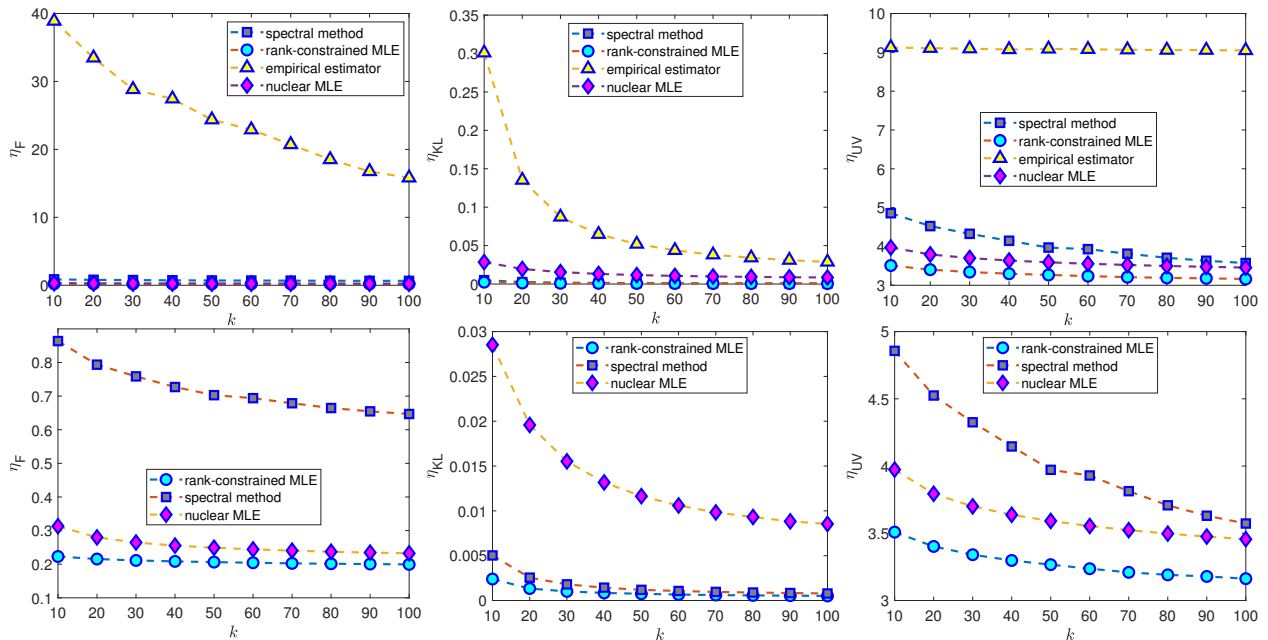 40
30
20
10
0
η_F
10 20 30 40 50 60 70 80 90 100
k
spectral method
rank-constrained MLE
empirical estimator
nuclear MLE
0.35
0.3
0.25
0.2
0.15
0.1
0.05
0
η_KL
10 20 30 40 50 60 70 80 90 100
k
spectral method
rank-constrained MLE
empirical estimator
nuclear MLE
10
9
8
7
6
5
4
3
η_UV
10 20 30 40 50 60 70 80 90 100
k
spectral method
rank-constrained MLE
empirical estimator
nuclear MLE
0.9
0.8
0.7
0.6
0.5
0.4
0.3
0.2
0.1
η_F
10 20 30 40 50 60 70 80 90 100
k
rank-constrained MLE
spectral method
nuclear MLE
0.03
0.025
0.02
0.015
0.01
0.005
0
η_KL
10 20 30 40 50 60 70 80 90 100
k
rank-constrained MLE
spectral method
nuclear MLE
5
4.5
4
3.5
3
η_UV
10 20 30 40 50 60 70 80 90 100
k
rank-constrained MLE
spectral method
nuclear MLE